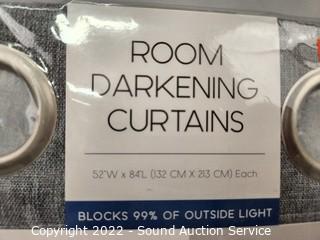 ROOM
DARKENING
CURTAINS
52"W x 84"L (132 CM X 213 CM) Each
BLOCKS 99% OF OUTSIDE LIGHT
Copyright 2022 - Sound Auction Service